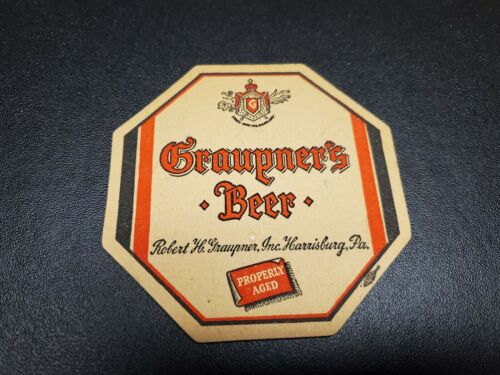 G
Graupner's
· Beer ·
Robert H. Graupner, Inc. Harrisburg, Pa.
PROPERLY
AGED